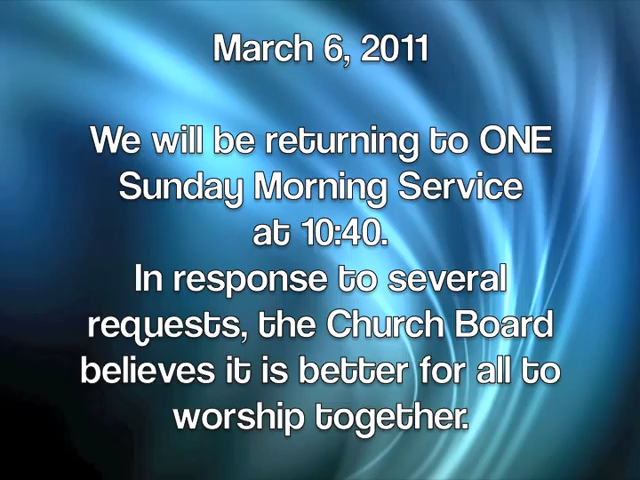 March 6, 2011
We will be returning to ONE
Sunday Morning Service
at 10:40.
In response to several
requests, the Church Board
believes it is better for all to
worship together.